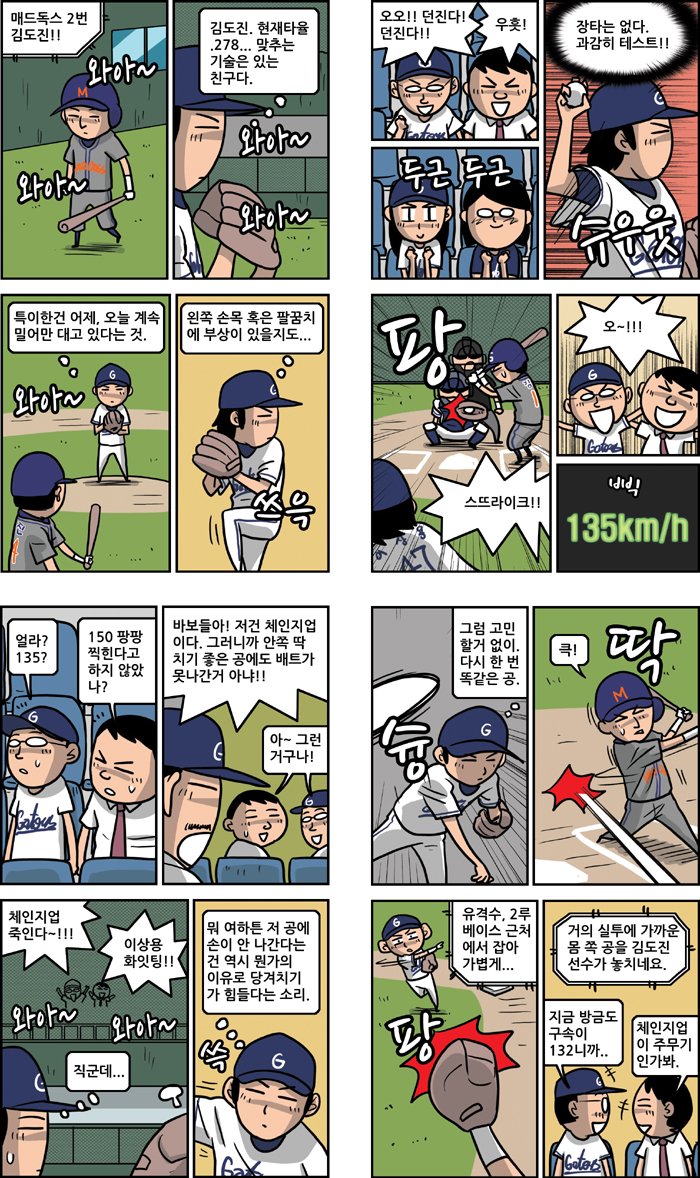 매드독스 2번
김도진!!
와아~
와아~
M
김도진. 현재타율
.278... 맞추는
기술은 있는
친구다.
와아~
특이한건 어제, 오늘 계속
밀어만 대고 있다는 것.
와아~
G
왼쪽 손목 혹은 팔꿈치
에 부상이 있을지도...
G
쓰윽
오오!! 던진다!
던진다!!
우훗!
G
Gators
두근 두근
장타는 없다.
과감히 테스트!!
G
슈우우웃
Gators
팡
스뜨라이크!!
47
오~!!!
G
Gators
삐빅
135km/h
얼라?
135?
150 팡팡
찍힌다고
하지 않았
나?
G
Gators
바보들아! 저건 체인지업
이다. 그러니까 안쪽 딱
치기 좋은 공에도 배트가
못나간거 아냐!!
아~ 그런
거구나!
G
체인지업
죽인다~!!!
이상용
화잇팅!!
와아~
와아~
직군데...
뭐 여하튼 저 공에
손이 안 나간다는
건 역시 뭔가의
이유로 당겨치기
가 힘들다는 소리.
쓱
G
Gators
그럼 고민
할거 없이.
다시 한 번
똑같은 공.
슝
G
큭!
딱
M
유격수, 2루
베이스 근처
에서 잡아
가볍게...
G
팡
거의 실투에 가까운
몸 쪽 공을 김도진
선수가 놓치네요.
지금 방금도
구속이
132니까..
체인지업
이 주무기
인가봐.
G
Gators